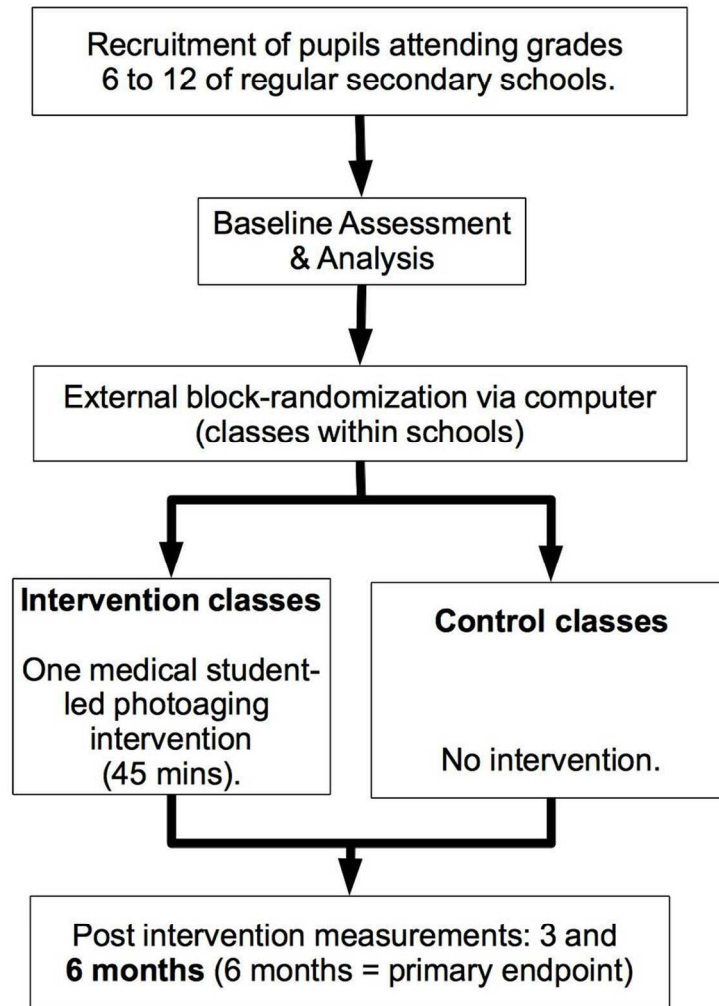 Recruitment of pupils attending grades
6 to 12 of regular secondary schools.
Baseline Assessment
& Analysis
External block-randomization via computer
(classes within schools)
Intervention classes
One medical student-
led photoaging
intervention
(45 mins).
Control classes
No intervention.
Post intervention measurements: 3 and
6 months (6 months = primary endpoint)